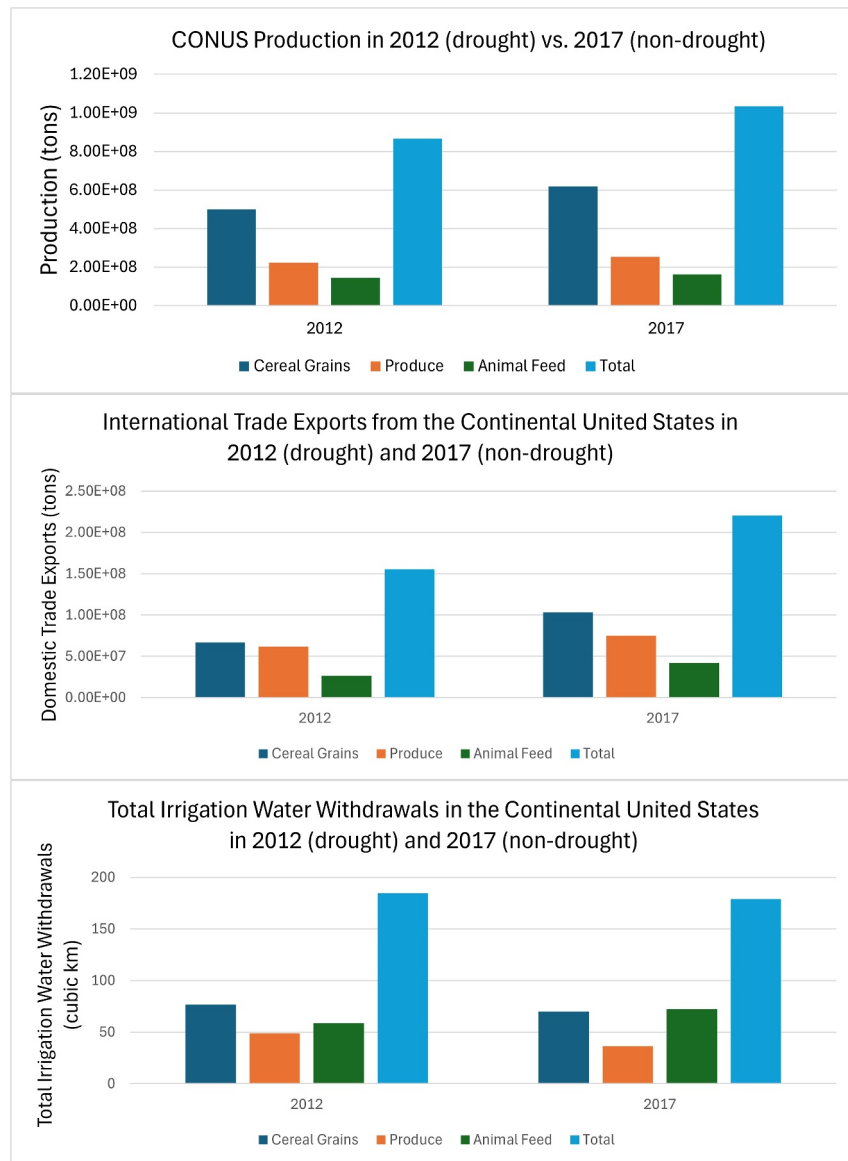 CONUS Production in 2012 (drought) vs. 2017 (non-drought)
Production (tons)
1.20E+09
1.00E+09
8.00E+08
6.00E+08
4.00E+08
2.00E+08
0.00E+00
2012 2017
Cereal Grains Produce Animal Feed Total
International Trade Exports from the Continental United States in
2012 (drought) and 2017 (non-drought)
Domestic Trade Exports (tons)
2.50E+08
2.00E+08
1.50E+08
1.00E+08
5.00E+07
0.00E+00
2012 2017
Cereal Grains Produce Animal Feed Total
Total Irrigation Water Withdrawals in the Continental United States
in 2012 (drought) and 2017 (non-drought)
Total Irrigation Water Withdrawals
(cubic km)
200
150
100
50
0
2012 2017
Cereal Grains Produce Animal Feed Total